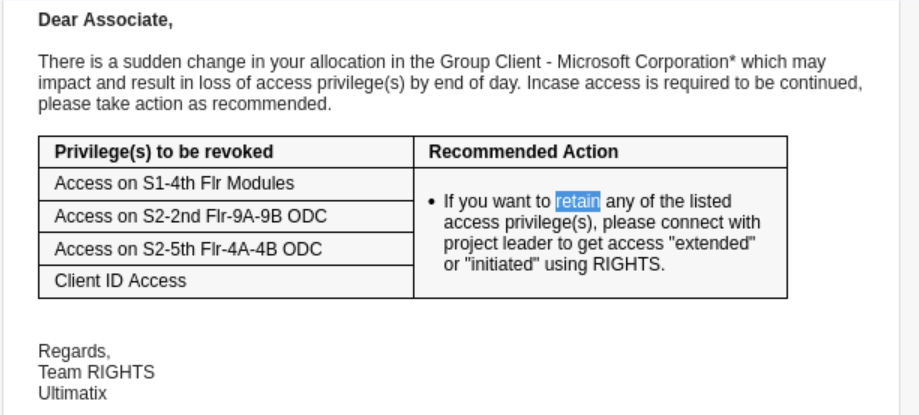 Dear Associate,
There is a sudden change in your allocation in the Group Client - Microsoft Corporation* which may
impact and result in loss of access privilege(s) by end of day. Incase access is required to be continued,
please take action as recommended.
Privilege(s) to be revoked
Recommended Action
Access on S1-4th Flr Modules
Access on S2-2nd Flr-9A-9B ODC
Access on S2-5th Flr-4A-4B ODC
Client ID Access
• If you want to retain any of the listed
access privilege(s), please connect with
project leader to get access "extended"
or "initiated" using RIGHTS.
Regards,
Team RIGHTS
Ultimatix